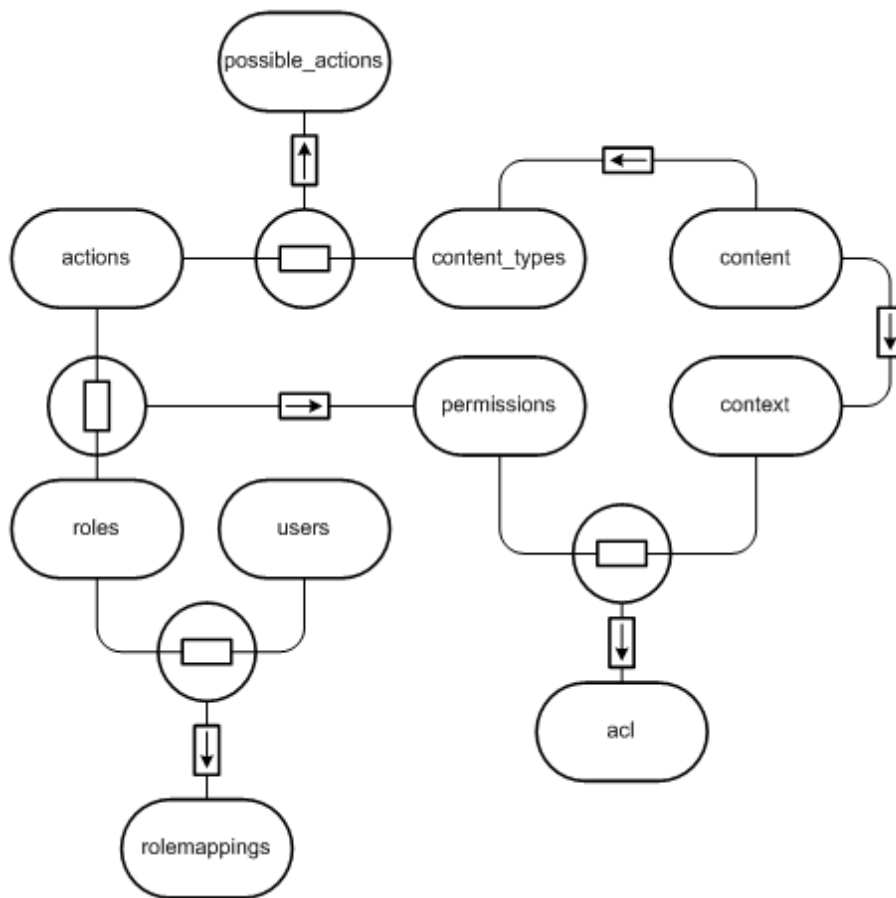 possible_actions
actions
content_types
content
permissions
context
roles
users
acl
rolemappings